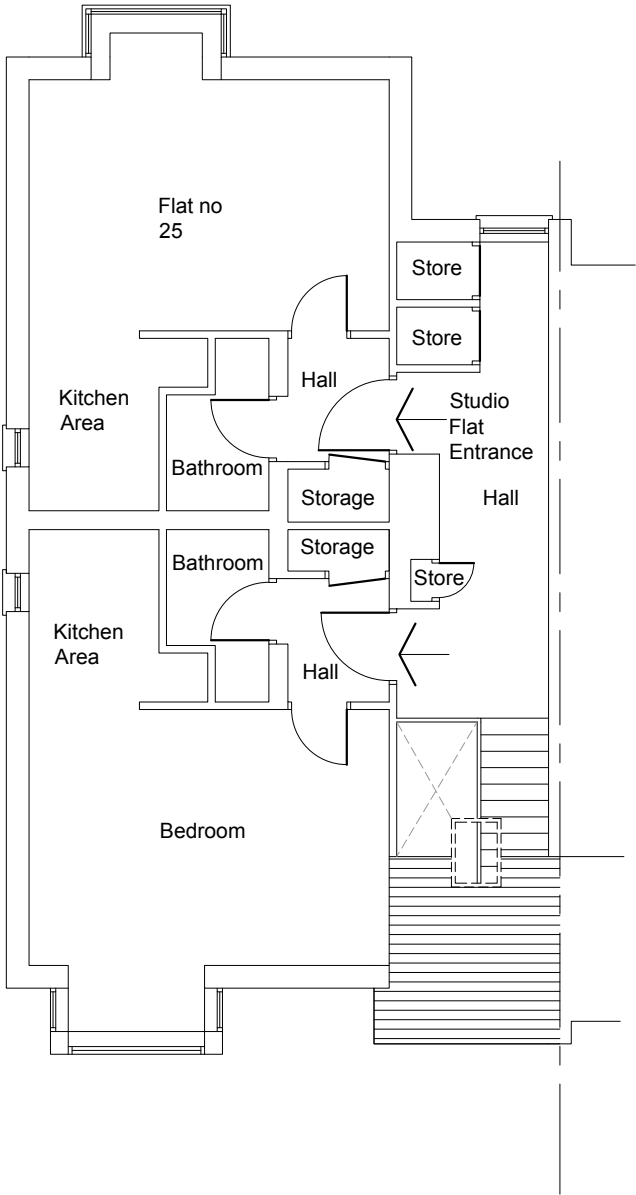 Flat no
25
Store
Store
Hall
Kitchen
Area
Studio
Flat
Entrance
Bathroom
Storage
Hall
Storage
Bathroom
Store
Kitchen
Area
Hall
Bedroom